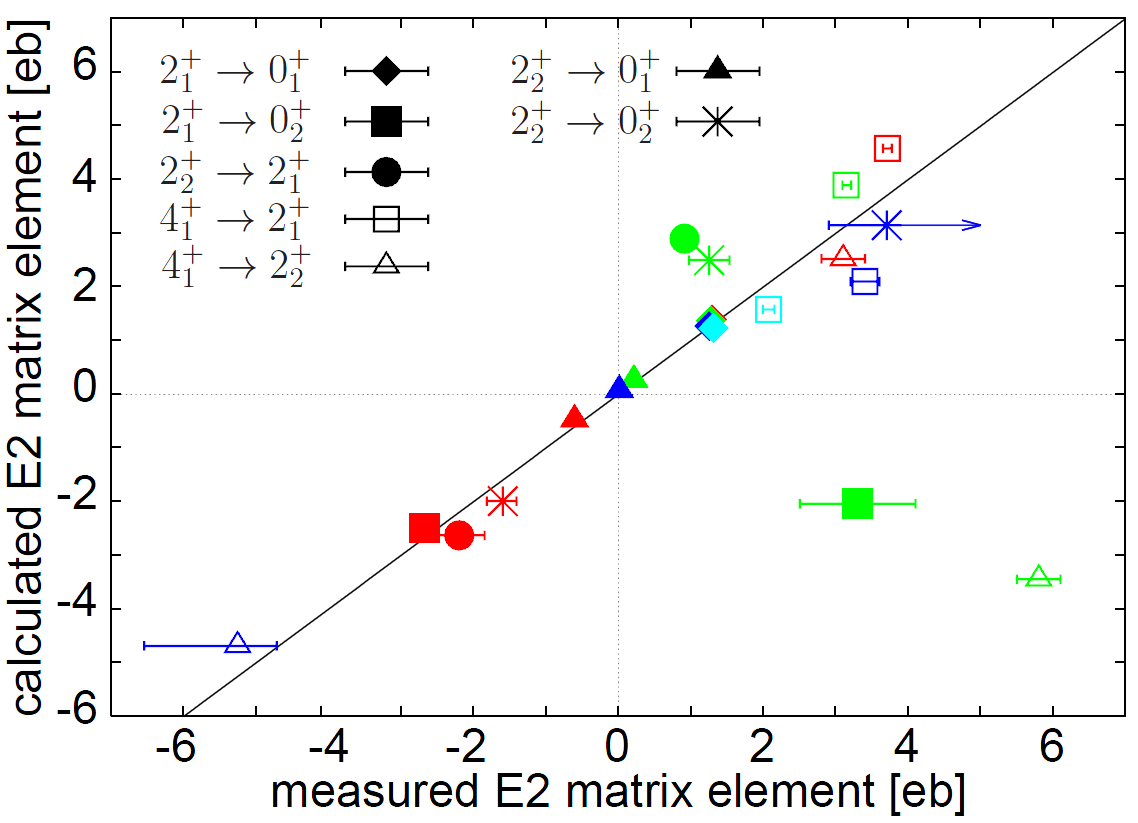 calculated E2 matrix element [eb]
6
4
2
0
-2
-4
-6
2₁⁺ → 0₁⁺
2₁⁺ → 0₂⁺
2₂⁺ → 2₁⁺
4₁⁺ → 2₁⁺
4₁⁺ → 2₂⁺
2₂⁺ → 0₁⁺
2₂⁺ → 0₂⁺
-6 -4 -2 0 2 4 6
measured E2 matrix element [eb]